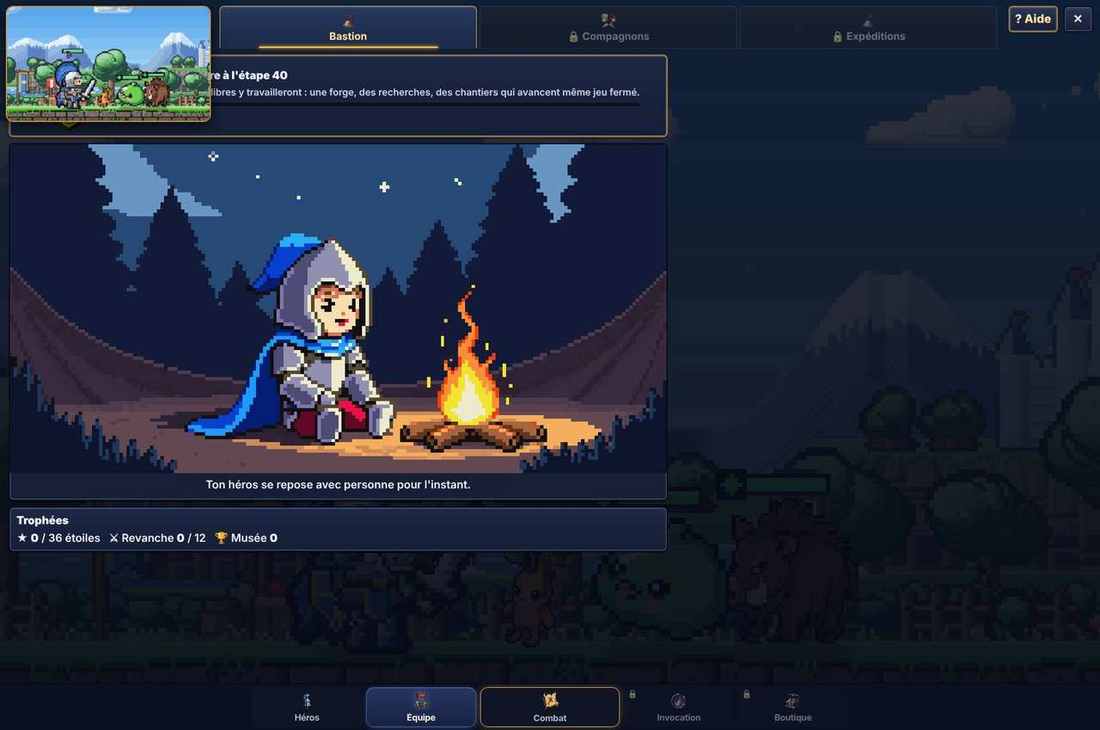 Bastion
Compagnons
Expéditions
? Aide
re à l'étape 40
libres y travailleront : une forge, des recherches, des chantiers qui avancent même jeu fermé.
Ton héros se repose avec personne pour l'instant.
Trophées
★ 0 / 36 étoiles ⚔ Revanche 0 / 12 🏆 Musée 0
Héros
Équipe
Combat
Invocation
Boutique